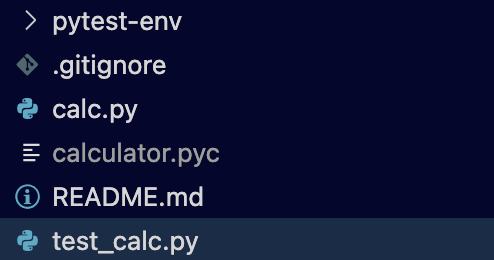 pytest-env
.gitignore
calc.py
calculator.pyc
README.md
test_calc.py